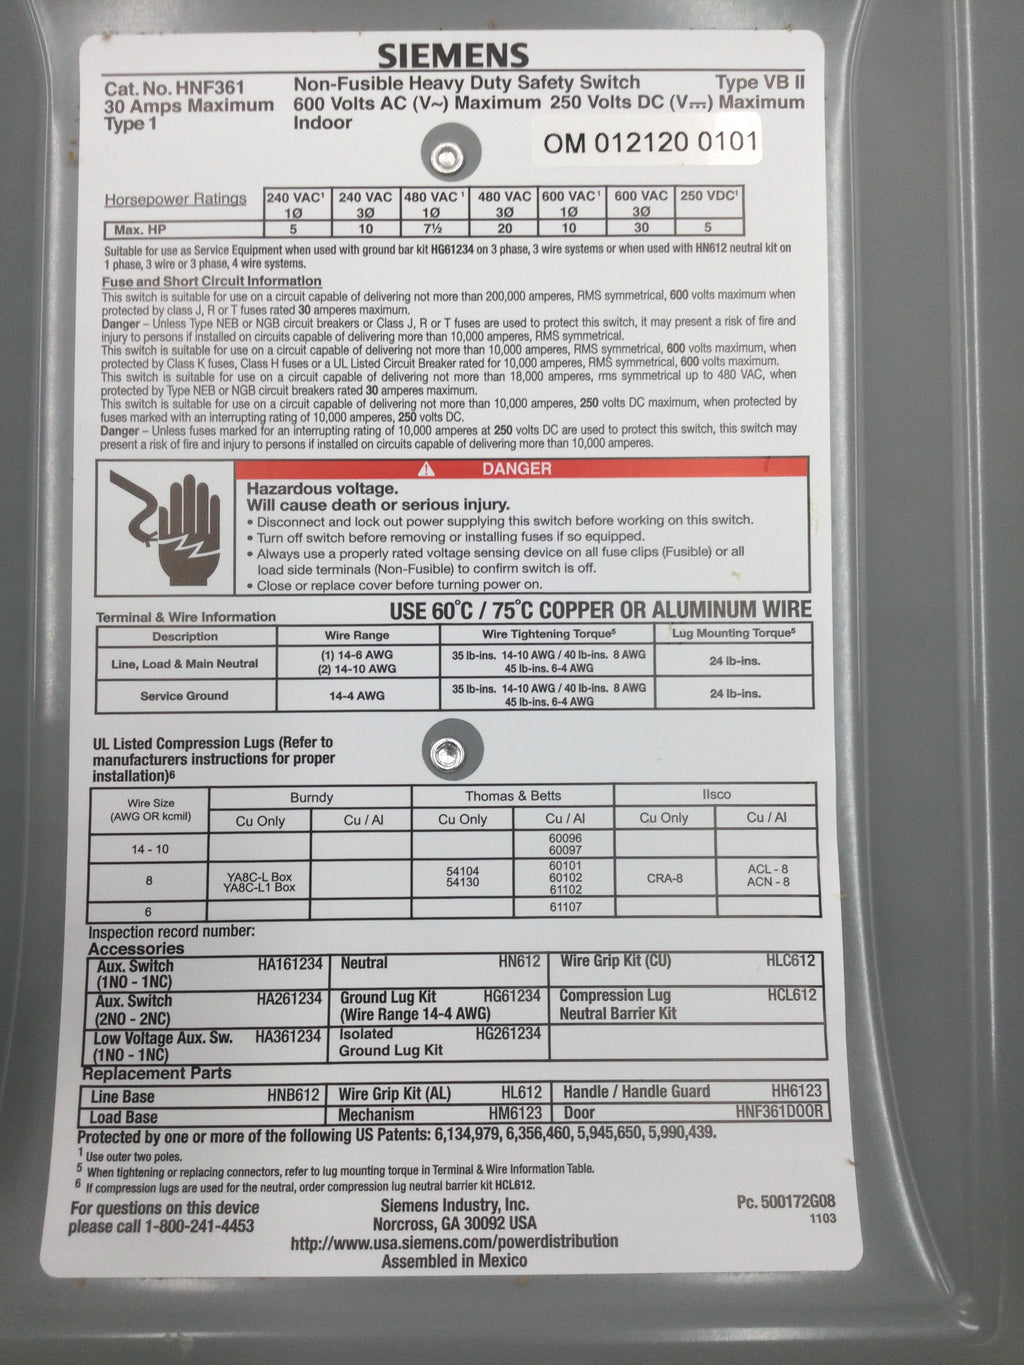 SIEMENS
Cat. No. HNF361 Non-Fusible Heavy Duty Safety Switch Type VB II
30 Amps Maximum 600 Volts AC (V~) Maximum 250 Volts DC (V⎓) Maximum
Type 1 Indoor
OM 012120 0101
Horsepower Ratings 240 VAC¹ 240 VAC 480 VAC¹ 480 VAC 600 VAC¹ 600 VAC 250 VDC¹
1Ø 3Ø 1Ø 3Ø 1Ø 3Ø
Max. HP 5 10 7½ 20 10 30 5
Suitable for use as Service Equipment when used with ground bar kit HG61234 on 3 phase, 3 wire systems or when used with HN612 neutral kit on
1 phase, 3 wire or 3 phase, 4 wire systems.
Fuse and Short Circuit Information
This switch is suitable for use on a circuit capable of delivering not more than 200,000 amperes, RMS symmetrical, 600 volts maximum when
protected by class J, R or T fuses rated 30 amperes maximum.
Danger – Unless Type NEB or NGB circuit breakers or Class J, R or T fuses are used to protect this switch, it may present a risk of fire and
injury to persons if installed on circuits capable of delivering more than 10,000 amperes, RMS symmetrical.
This switch is suitable for use on a circuit capable of delivering not more than 10,000 amperes, RMS symmetrical, 600 volts maximum, when
protected by Class K fuses, Class H fuses or a UL Listed Circuit Breaker rated for 10,000 amperes, RMS symmetrical, 600 volts maximum.
This switch is suitable for use on a circuit capable of delivering not more than 18,000 amperes, rms symmetrical up to 480 VAC, when
protected by Type NEB or NGB circuit breakers rated 30 amperes maximum.
This switch is suitable for use on a circuit capable of delivering not more than 10,000 amperes, 250 volts DC maximum, when protected by
fuses marked with an interrupting rating of 10,000 amperes, 250 volts DC.
Danger – Unless fuses marked for an interrupting rating of 10,000 amperes at 250 volts DC are used to protect this switch, this switch may
present a risk of fire and injury to persons if installed on circuits capable of delivering more than 10,000 amperes.
DANGER
Hazardous voltage.
Will cause death or serious injury.
• Disconnect and lock out power supplying this switch before working on this switch.
• Turn off switch before removing or installing fuses if so equipped.
• Always use a properly rated voltage sensing device on all fuse clips (Fusible) or all
load side terminals (Non-Fusible) to confirm switch is off.
• Close or replace cover before turning power on.
Terminal & Wire Information USE 60°C / 75°C COPPER OR ALUMINUM WIRE
Description Wire Range Wire Tightening Torque⁵ Lug Mounting Torque⁵
Line, Load & Main Neutral (1) 14-6 AWG 35 lb-ins. 14-10 AWG / 40 lb-ins. 8 AWG 24 lb-ins.
(2) 14-10 AWG 45 lb-ins. 6-4 AWG
Service Ground 14-4 AWG 35 lb-ins. 14-10 AWG / 40 lb-ins. 8 AWG 24 lb-ins.
45 lb-ins. 6-4 AWG
UL Listed Compression Lugs (Refer to
manufacturers instructions for proper
installation)⁶
Wire Size Burndy Thomas & Betts Ilsco
(AWG OR kcmil) Cu Only Cu / Al Cu Only Cu / Al Cu Only Cu / Al
14 - 10 60096
60097
8 YA8C-L Box 54104 60101 CRA-8 ACL - 8
YA8C-L1 Box 54130 60102 ACN - 8
61102
6 61107
Inspection record number:
Accessories
Aux. Switch HA161234 Neutral HN612 Wire Grip Kit (CU) HLC612
(1NO - 1NC)
Aux. Switch HA261234 Ground Lug Kit HG61234 Compression Lug HCL612
(2NO - 2NC) (Wire Range 14-4 AWG) Neutral Barrier Kit
Low Voltage Aux. Sw. HA361234 Isolated HG261234
(1NO - 1NC) Ground Lug Kit
Replacement Parts
Line Base HNB612 Wire Grip Kit (AL) HL612 Handle / Handle Guard HH6123
Load Base Mechanism HM6123 Door HNF361DOOR
Protected by one or more of the following US Patents: 6,134,979, 6,356,460, 5,945,650, 5,990,439.
¹ Use outer two poles.
⁵ When tightening or replacing connectors, refer to lug mounting torque in Terminal & Wire Information Table.
⁶ If compression lugs are used for the neutral, order compression lug neutral barrier kit HCL612.
For questions on this device Siemens Industry, Inc. Pc. 500172G08
please call 1-800-241-4453 Norcross, GA 30092 USA 1103
http://www.usa.siemens.com/powerdistribution
Assembled in Mexico